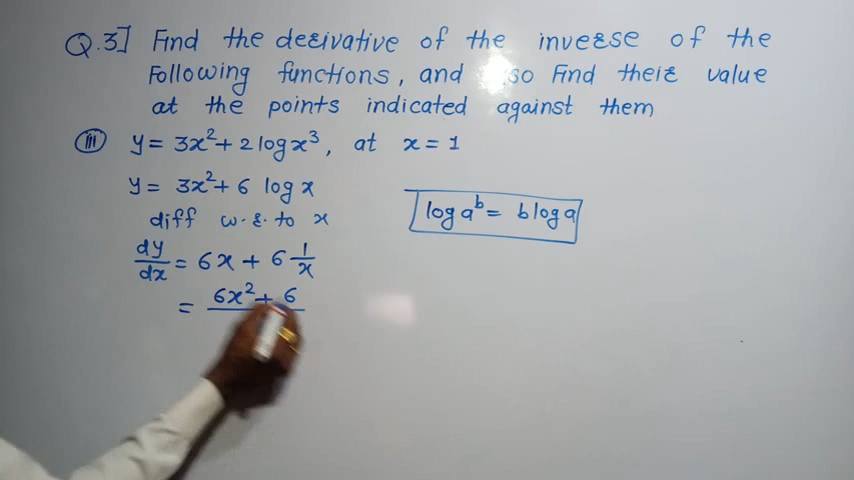 Q.3] Find the derivative of the inverse of the
Following functions, and so Find their value
at the points indicated against them
(iii) y = 3x² + 2 log x³, at x = 1
y = 3x² + 6 log x
diff w.r. to x
log aᵇ = b log a
dy/dx = 6x + 6 1/x
= 6x² + 6